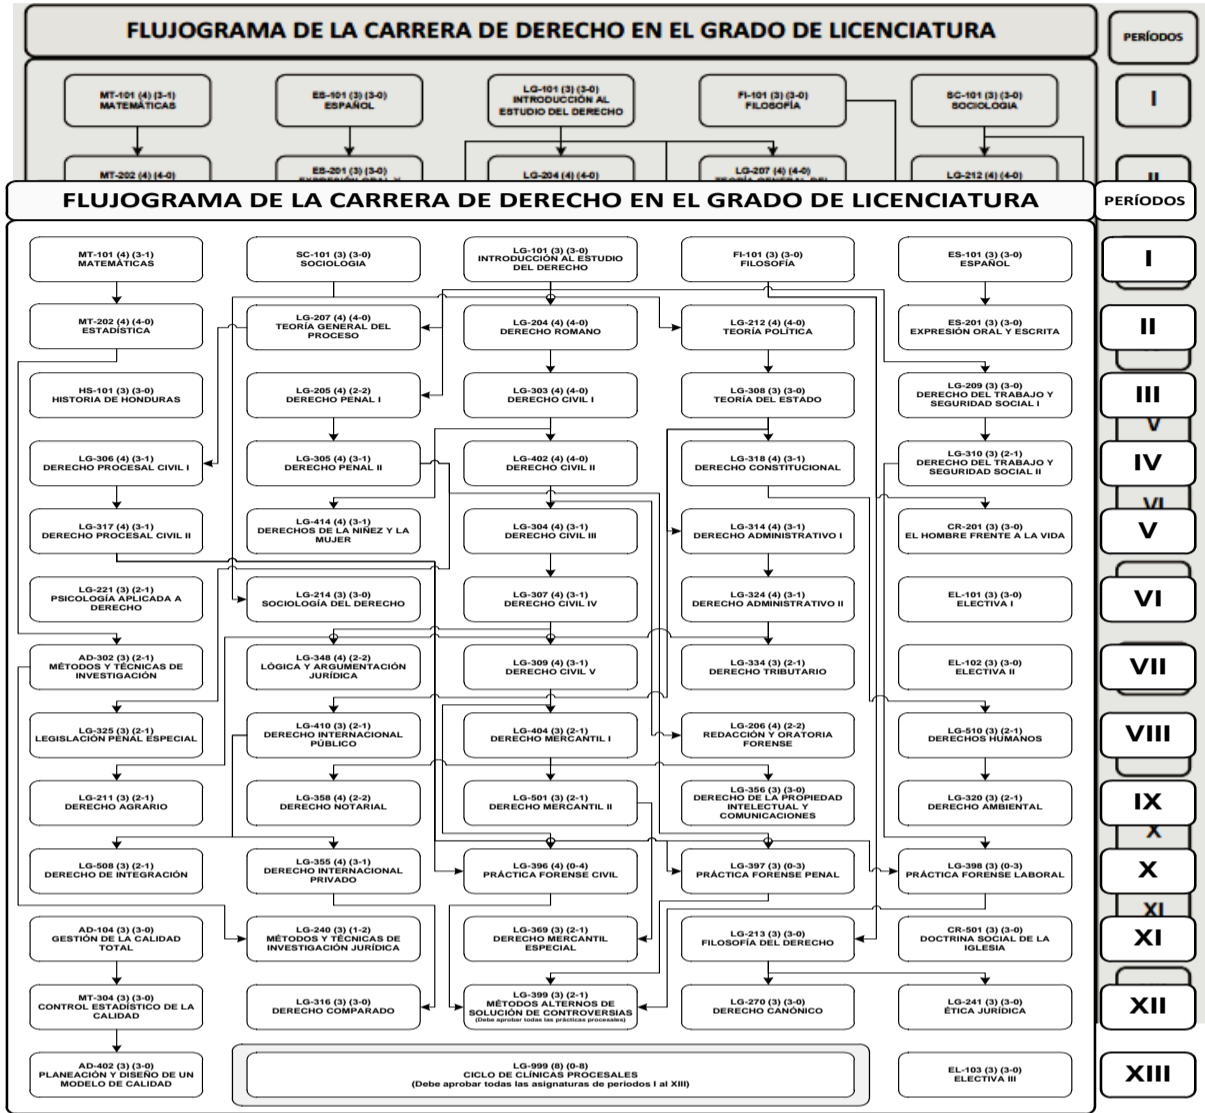 FLUJOGRAMA DE LA CARRERA DE DERECHO EN EL GRADO DE LICENCIATURA
PERÍODOS
MT-101 (4) (3-1)
MATEMÁTICAS
ES-101 (3) (3-0)
ESPAÑOL
LG-101 (3) (3-0)
INTRODUCCIÓN AL
ESTUDIO DEL DERECHO
FI-101 (3) (3-0)
FILOSOFÍA
SC-101 (3) (3-0)
SOCIOLOGIA
I
MT-202 (4) (4-0)
ES-201 (3) (3-0)
LG-204 (4) (4-0)
LG-207 (4) (4-0)
LG-212 (4) (4-0)
II
FLUJOGRAMA DE LA CARRERA DE DERECHO EN EL GRADO DE LICENCIATURA
PERÍODOS
MT-101 (4) (3-1)
MATEMÁTICAS
SC-101 (3) (3-0)
SOCIOLOGIA
LG-101 (3) (3-0)
INTRODUCCIÓN AL ESTUDIO
DEL DERECHO
FI-101 (3) (3-0)
FILOSOFÍA
ES-101 (3) (3-0)
ESPAÑOL
I
MT-202 (4) (4-0)
ESTADÍSTICA
LG-207 (4) (4-0)
TEORÍA GENERAL DEL
PROCESO
LG-204 (4) (4-0)
DERECHO ROMANO
LG-212 (4) (4-0)
TEORÍA POLÍTICA
ES-201 (3) (3-0)
EXPRESIÓN ORAL Y ESCRITA
II
HS-101 (3) (3-0)
HISTORIA DE HONDURAS
LG-205 (4) (2-2)
DERECHO PENAL I
LG-303 (4) (4-0)
DERECHO CIVIL I
LG-308 (3) (3-0)
TEORÍA DEL ESTADO
LG-209 (3) (3-0)
DERECHO DEL TRABAJO Y
SEGURIDAD SOCIAL I
III
V
LG-306 (4) (3-1)
DERECHO PROCESAL CIVIL I
LG-305 (4) (3-1)
DERECHO PENAL II
LG-402 (4) (4-0)
DERECHO CIVIL II
LG-318 (4) (3-1)
DERECHO CONSTITUCIONAL
LG-310 (3) (2-1)
DERECHO DEL TRABAJO Y
SEGURIDAD SOCIAL II
IV
VI
LG-317 (4) (3-1)
DERECHO PROCESAL CIVIL II
LG-414 (4) (3-1)
DERECHOS DE LA NIÑEZ Y LA
MUJER
LG-304 (4) (3-1)
DERECHO CIVIL III
LG-314 (4) (3-1)
DERECHO ADMINISTRATIVO I
CR-201 (3) (3-0)
EL HOMBRE FRENTE A LA VIDA
V
LG-221 (3) (2-1)
PSICOLOGÍA APLICADA A
DERECHO
LG-214 (3) (3-0)
SOCIOLOGÍA DEL DERECHO
LG-307 (4) (3-1)
DERECHO CIVIL IV
LG-324 (4) (3-1)
DERECHO ADMINISTRATIVO II
EL-101 (3) (3-0)
ELECTIVA I
VI
AD-302 (3) (2-1)
MÉTODOS Y TÉCNICAS DE
INVESTIGACIÓN
LG-348 (4) (2-2)
LÓGICA Y ARGUMENTACIÓN
JURÍDICA
LG-309 (4) (3-1)
DERECHO CIVIL V
LG-334 (3) (2-1)
DERECHO TRIBUTARIO
EL-102 (3) (3-0)
ELECTIVA II
VII
LG-325 (3) (2-1)
LEGISLACIÓN PENAL ESPECIAL
LG-410 (3) (2-1)
DERECHO INTERNACIONAL
PÚBLICO
LG-404 (3) (2-1)
DERECHO MERCANTIL I
LG-206 (4) (2-2)
REDACCIÓN Y ORATORIA
FORENSE
LG-510 (3) (2-1)
DERECHOS HUMANOS
VIII
LG-211 (3) (2-1)
DERECHO AGRARIO
LG-358 (4) (2-2)
DERECHO NOTARIAL
LG-501 (3) (2-1)
DERECHO MERCANTIL II
LG-356 (3) (3-0)
DERECHO DE LA PROPIEDAD
INTELECTUAL Y
COMUNICACIONES
LG-320 (3) (2-1)
DERECHO AMBIENTAL
IX
X
LG-508 (3) (2-1)
DERECHO DE INTEGRACIÓN
LG-355 (4) (3-1)
DERECHO INTERNACIONAL
PRIVADO
LG-396 (4) (0-4)
PRÁCTICA FORENSE CIVIL
LG-397 (3) (0-3)
PRÁCTICA FORENSE PENAL
LG-398 (3) (0-3)
PRÁCTICA FORENSE LABORAL
X
XI
AD-104 (3) (3-0)
GESTIÓN DE LA CALIDAD
TOTAL
LG-240 (3) (1-2)
MÉTODOS Y TÉCNICAS DE
INVESTIGACIÓN JURÍDICA
LG-369 (3) (2-1)
DERECHO MERCANTIL
ESPECIAL
LG-213 (3) (3-0)
FILOSOFÍA DEL DERECHO
CR-501 (3) (3-0)
DOCTRINA SOCIAL DE LA
IGLESIA
XI
MT-304 (3) (3-0)
CONTROL ESTADÍSTICO DE LA
CALIDAD
LG-316 (3) (3-0)
DERECHO COMPARADO
LG-399 (3) (2-1)
MÉTODOS ALTERNOS DE
SOLUCIÓN DE CONTROVERSIAS
(Debe aprobar todas las prácticas procesales)
LG-270 (3) (3-0)
DERECHO CANÓNICO
LG-241 (3) (3-0)
ÉTICA JURÍDICA
XII
AD-402 (3) (3-0)
PLANEACIÓN Y DISEÑO DE UN
MODELO DE CALIDAD
LG-999 (8) (0-8)
CICLO DE CLÍNICAS PROCESALES
(Debe aprobar todas las asignaturas de periodos I al XIII)
EL-103 (3) (3-0)
ELECTIVA III
XIII